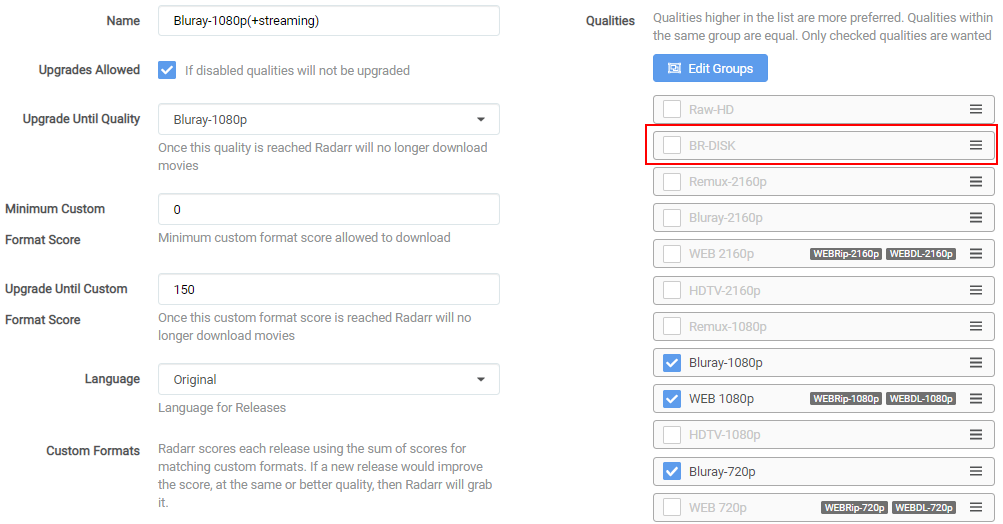 Name
Bluray-1080p(+streaming)
Upgrades Allowed
If disabled qualities will not be upgraded
Upgrade Until Quality
Bluray-1080p
Once this quality is reached Radarr will no longer download
movies
Minimum Custom
Format Score
0
Minimum custom format score allowed to download
Upgrade Until Custom
Format Score
150
Once this custom format score is reached Radarr will no
longer download movies
Language
Original
Language for Releases
Custom Formats
Radarr scores each release using the sum of scores for
matching custom formats. If a new release would improve
the score, at the same or better quality, then Radarr will grab
it.
Qualities
Qualities higher in the list are more preferred. Qualities within
the same group are equal. Only checked qualities are wanted
Edit Groups
Raw-HD
BR-DISK
Remux-2160p
Bluray-2160p
WEB 2160p WEBRip-2160p WEBDL-2160p
HDTV-2160p
Remux-1080p
Bluray-1080p
WEB 1080p WEBRip-1080p WEBDL-1080p
HDTV-1080p
Bluray-720p
WEB 720p WEBRip-720p WEBDL-720p